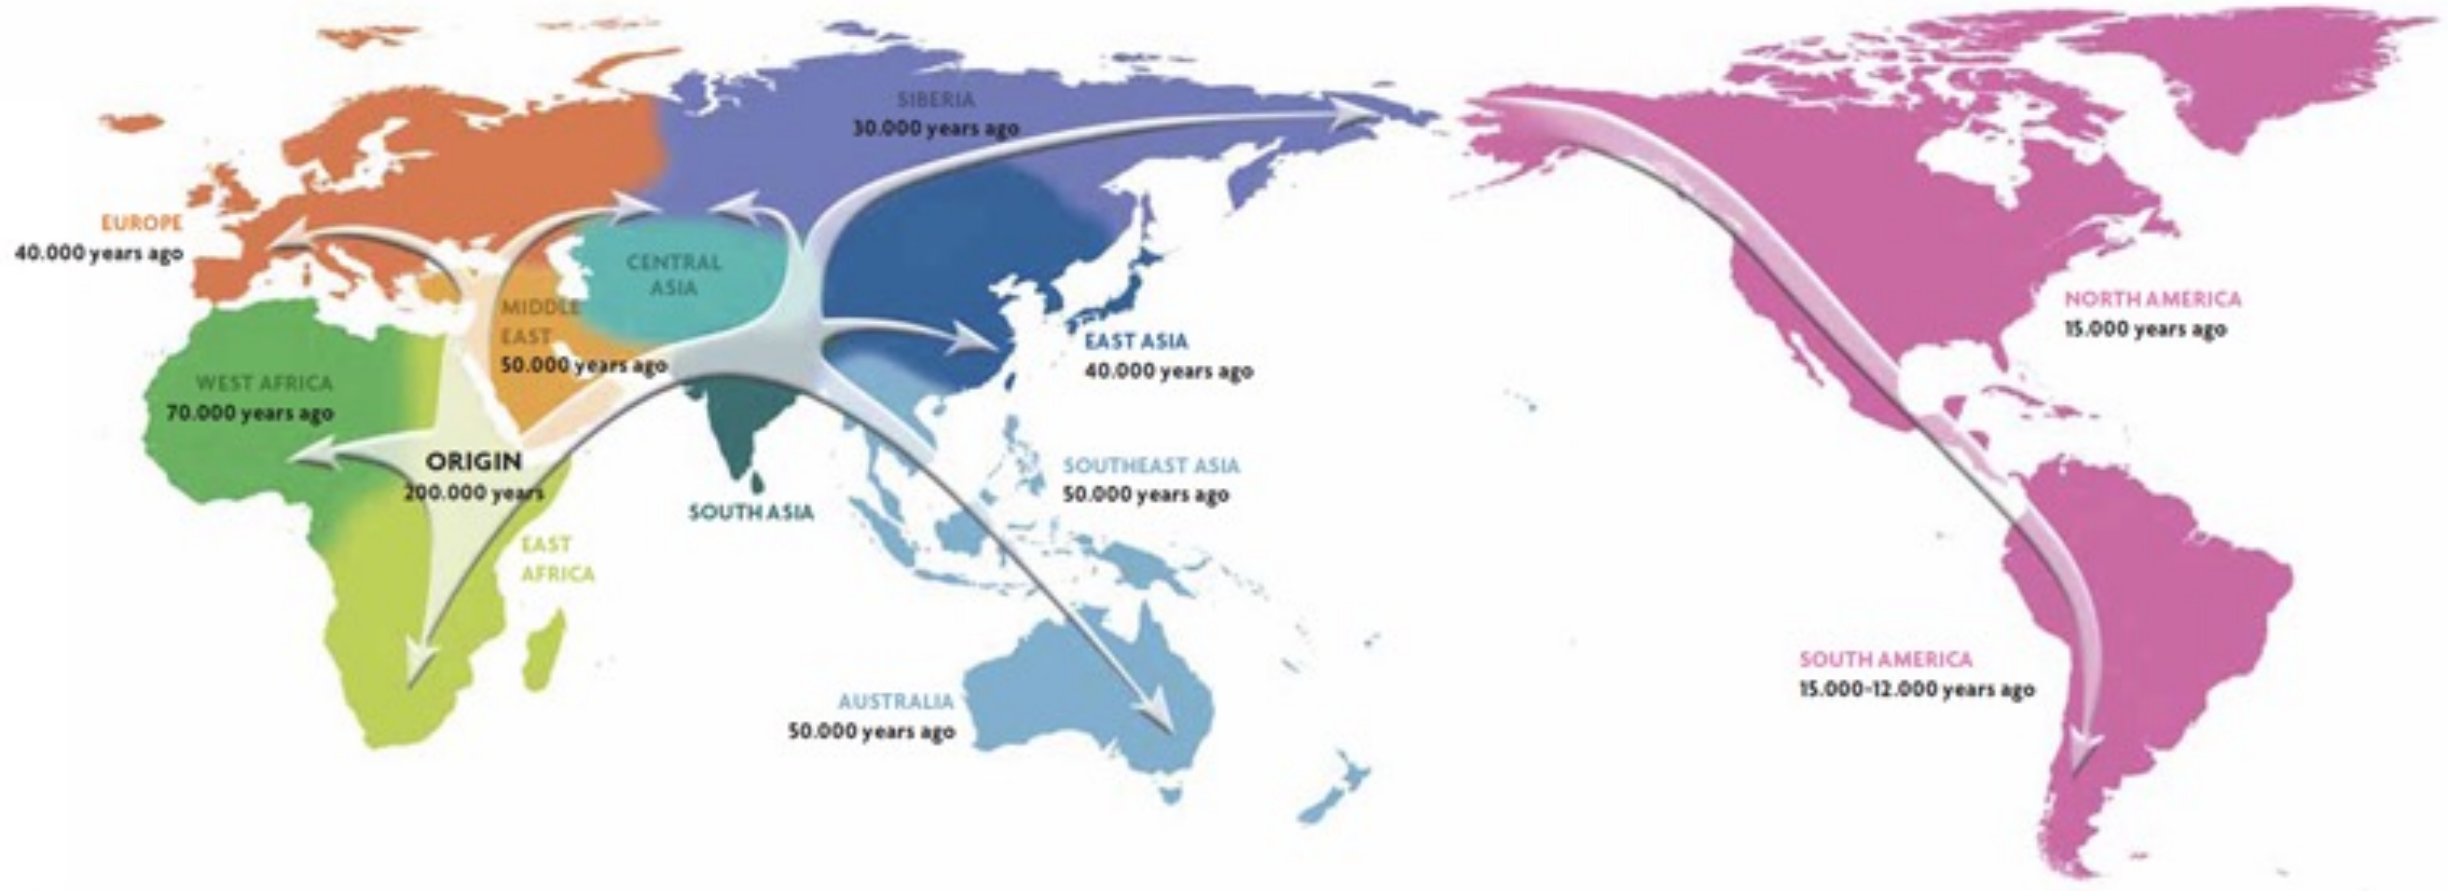 SIBERIA
30.000 years ago
EUROPE
40.000 years ago
CENTRAL
ASIA
MIDDLE
EAST
50.000 years ago
WEST AFRICA
70.000 years ago
ORIGIN
200.000 years
EAST
AFRICA
SOUTH ASIA
EAST ASIA
40.000 years ago
SOUTHEAST ASIA
50.000 years ago
AUSTRALIA
50.000 years ago
NORTH AMERICA
15.000 years ago
SOUTH AMERICA
15.000-12.000 years ago